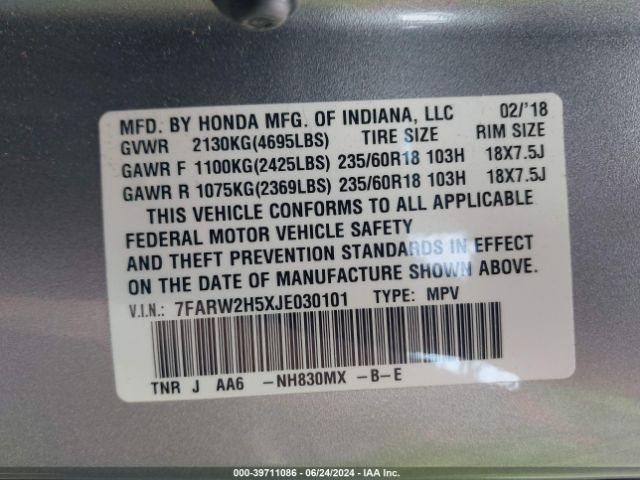 MFD. BY HONDA MFG. OF INDIANA, LLC 02/'18
GVWR 2130KG(4695LBS) TIRE SIZE RIM SIZE
GAWR F 1100KG(2425LBS) 235/60R18 103H 18X7.5J
GAWR R 1075KG(2369LBS) 235/60R18 103H 18X7.5J
THIS VEHICLE CONFORMS TO ALL APPLICABLE
FEDERAL MOTOR VEHICLE SAFETY
AND THEFT PREVENTION STANDARDS IN EFFECT
ON THE DATE OF MANUFACTURE SHOWN ABOVE.
V.I.N.: 7FARW2H5XJE030101 TYPE: MPV
TNR J AA6 -NH830MX -B-E
000-39711086 - 06/24/2024 - IAA Inc.